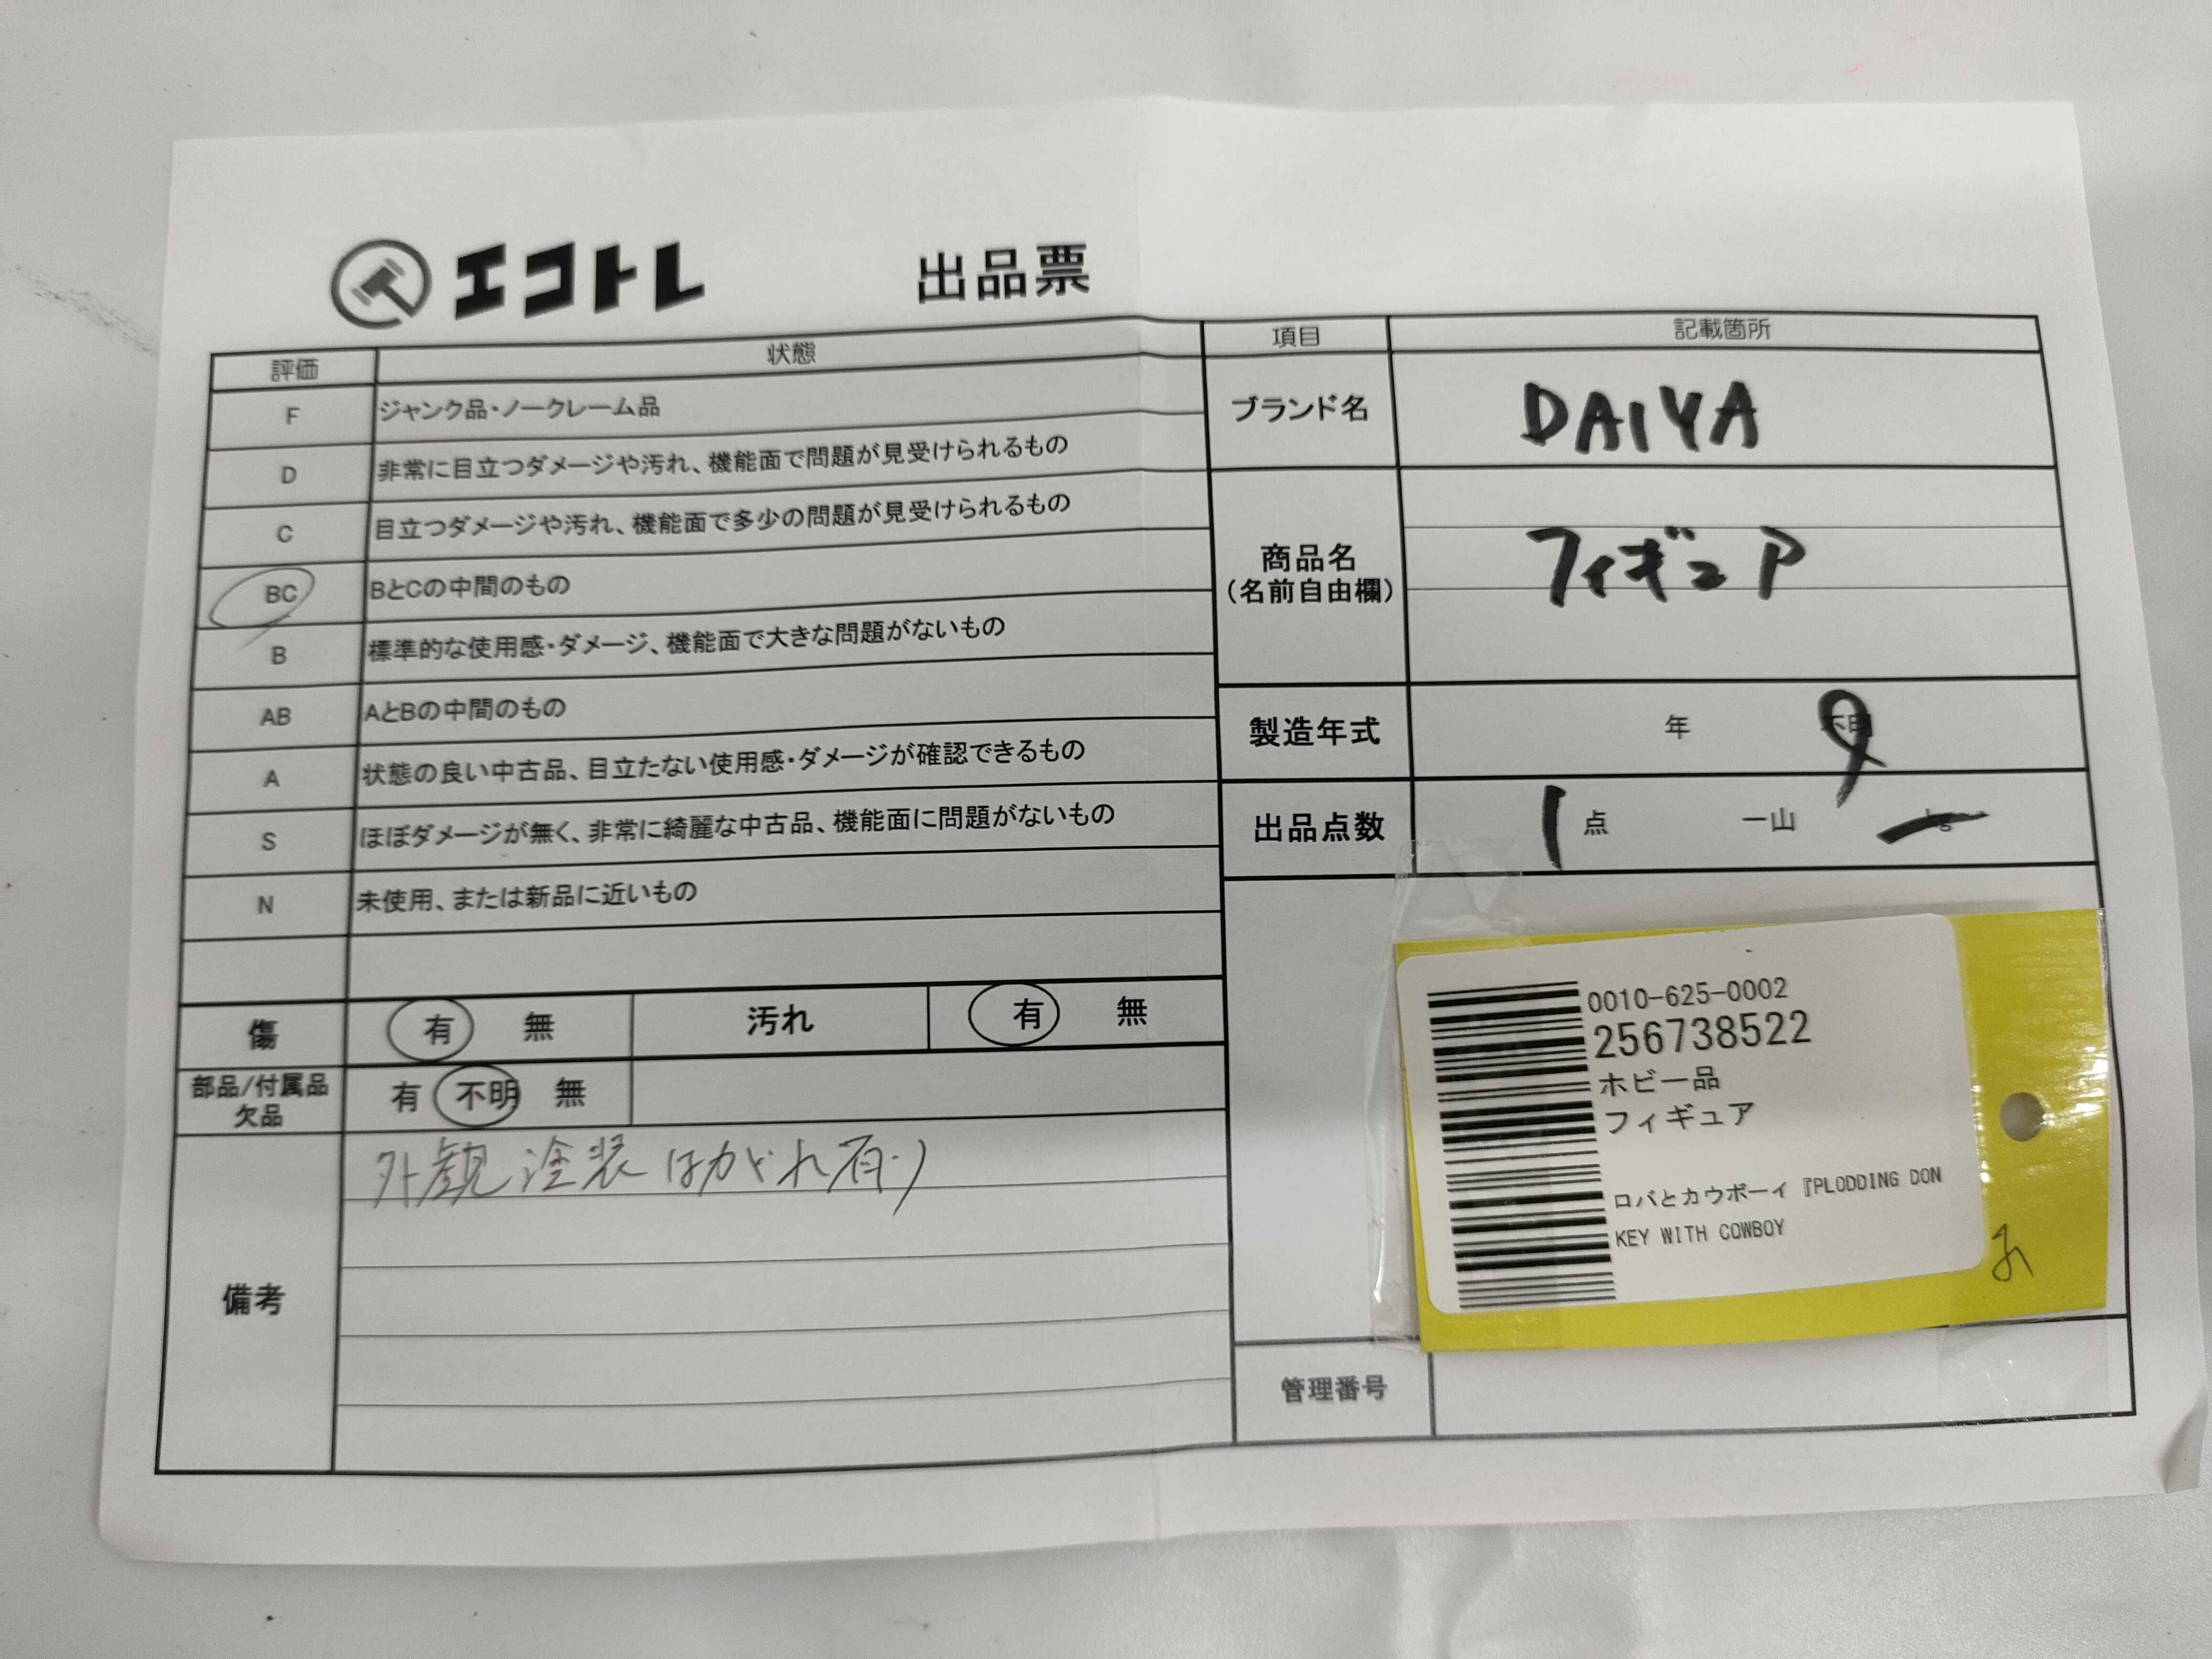 エコトレ 出品票
評価 状態
F ジャンク品・ノークレーム品
D 非常に目立つダメージや汚れ、機能面で問題が見受けられるもの
C 目立つダメージや汚れ、機能面で多少の問題が見受けられるもの
BC BとCの中間のもの
B 標準的な使用感・ダメージ、機能面で大きな問題がないもの
AB AとBの中間のもの
A 状態の良い中古品、目立たない使用感・ダメージが確認できるもの
S ほぼダメージが無く、非常に綺麗な中古品、機能面に問題がないもの
N 未使用、または新品に近いもの
傷 有 無 汚れ 有 無
部品/付属品
欠品 有 不明 無
備考
外観塗装はがれ有り
項目 記載箇所
ブランド名 DAIYA
商品名
(名前自由欄)
フィギュア
製造年式 年 不明
出品点数 1 点 一山 kg
0010-625-0002
256738522
ホビー品
フィギュア
ロバとカウボーイ『PLODDING DON
KEY WITH COWBOY
管理番号